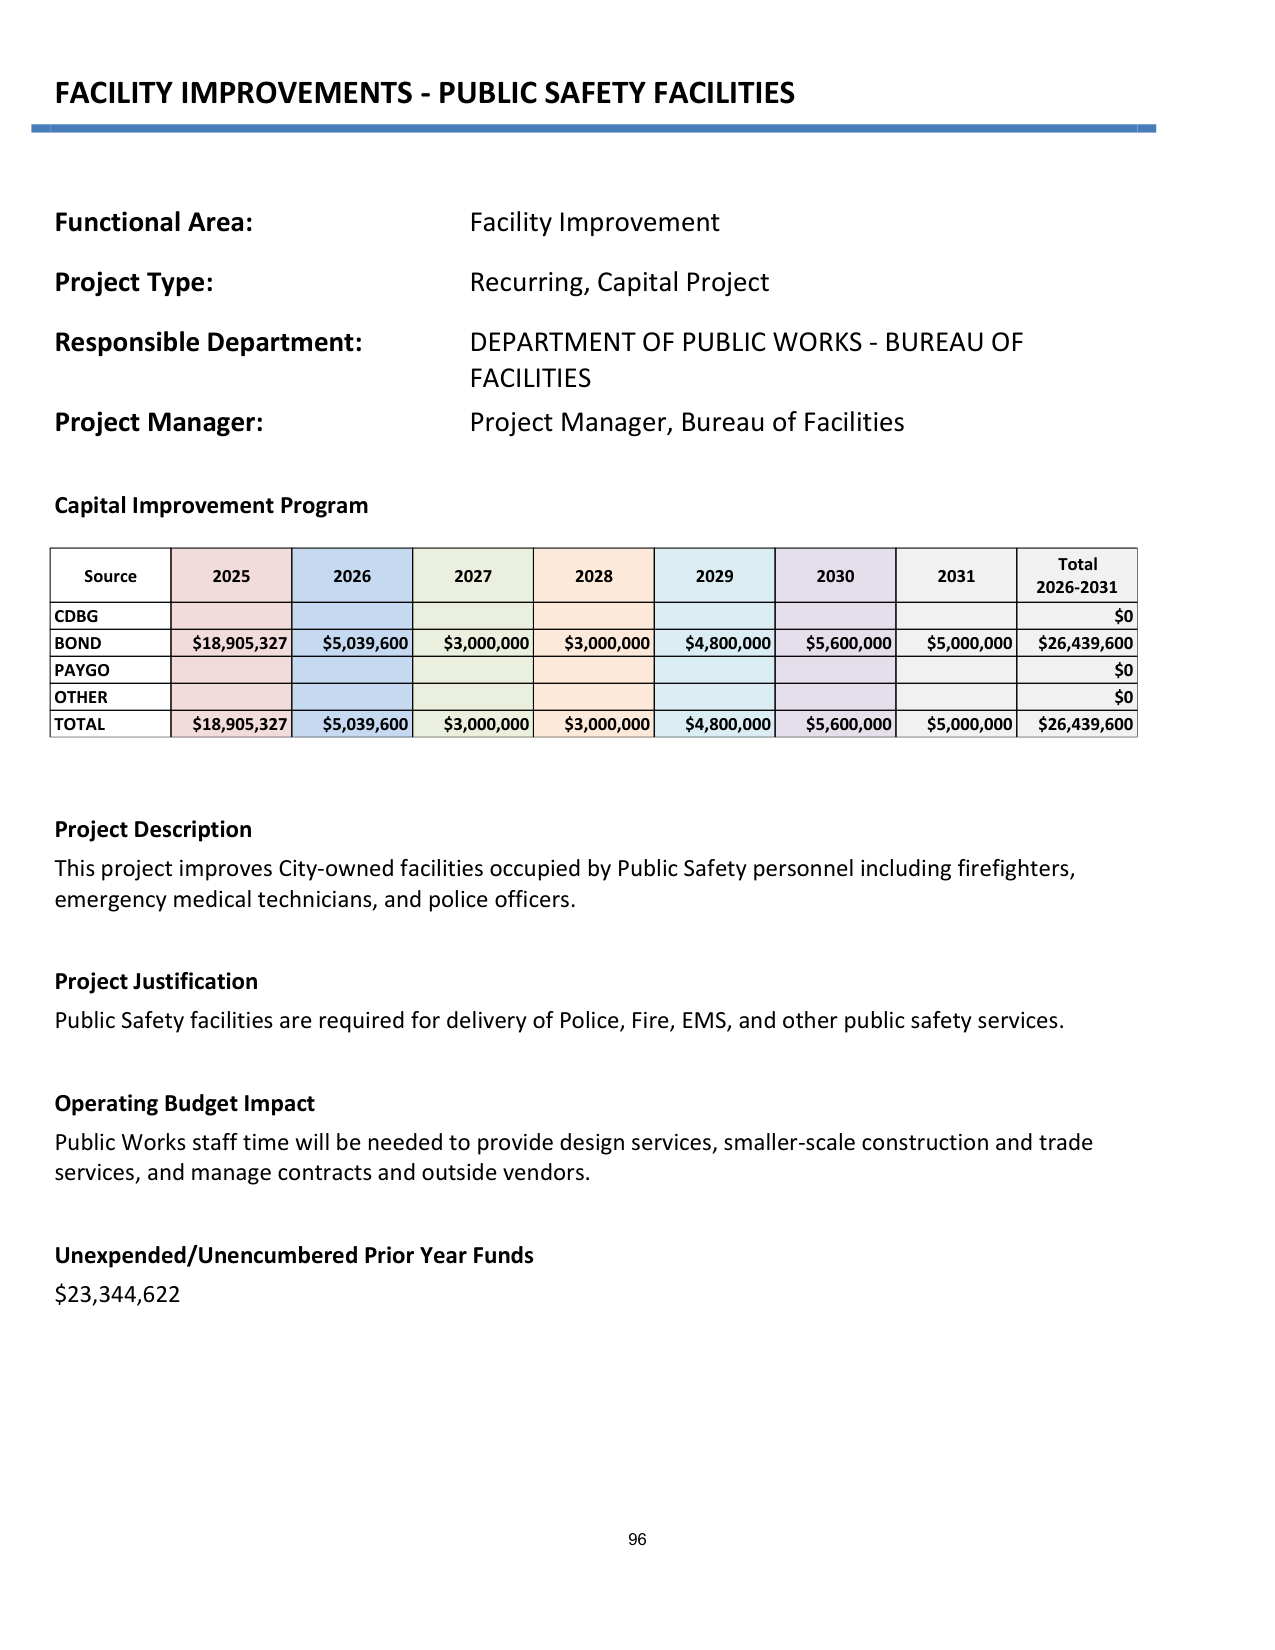 FACILITY IMPROVEMENTS - PUBLIC SAFETY FACILITIES
Functional Area: Facility Improvement
Project Type: Recurring, Capital Project
Responsible Department: DEPARTMENT OF PUBLIC WORKS - BUREAU OF
FACILITIES
Project Manager: Project Manager, Bureau of Facilities
Capital Improvement Program
Source 2025 2026 2027 2028 2029 2030 2031 Total
2026-2031
CDBG $0
BOND $18,905,327 $5,039,600 $3,000,000 $3,000,000 $4,800,000 $5,600,000 $5,000,000 $26,439,600
PAYGO $0
OTHER $0
TOTAL $18,905,327 $5,039,600 $3,000,000 $3,000,000 $4,800,000 $5,600,000 $5,000,000 $26,439,600
Project Description
This project improves City-owned facilities occupied by Public Safety personnel including firefighters,
emergency medical technicians, and police officers.
Project Justification
Public Safety facilities are required for delivery of Police, Fire, EMS, and other public safety services.
Operating Budget Impact
Public Works staff time will be needed to provide design services, smaller-scale construction and trade
services, and manage contracts and outside vendors.
Unexpended/Unencumbered Prior Year Funds
$23,344,622
96